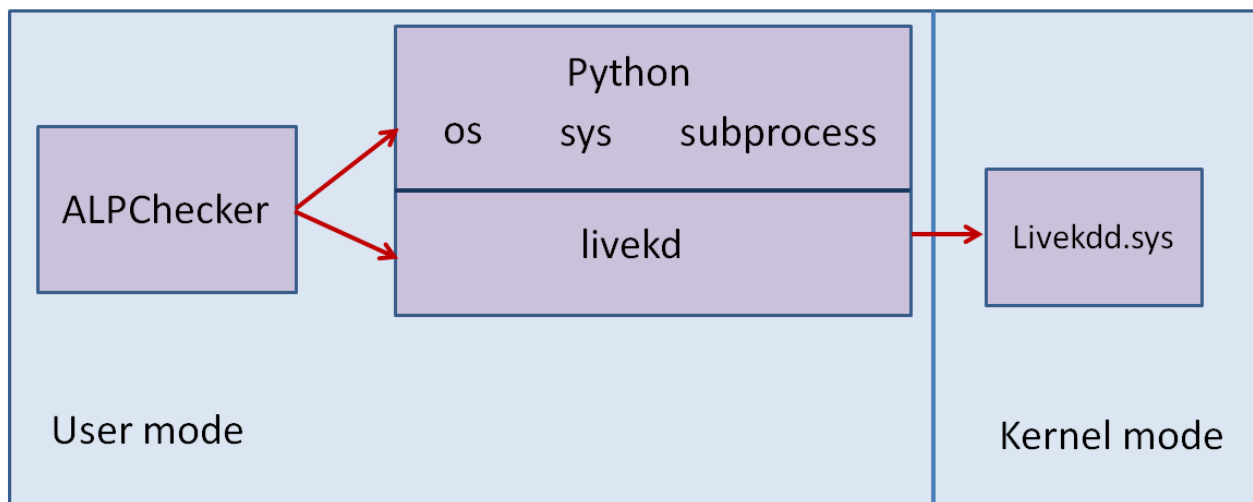 Python
os sys subprocess
ALPChecker
livekd
Livekdd.sys
User mode
Kernel mode